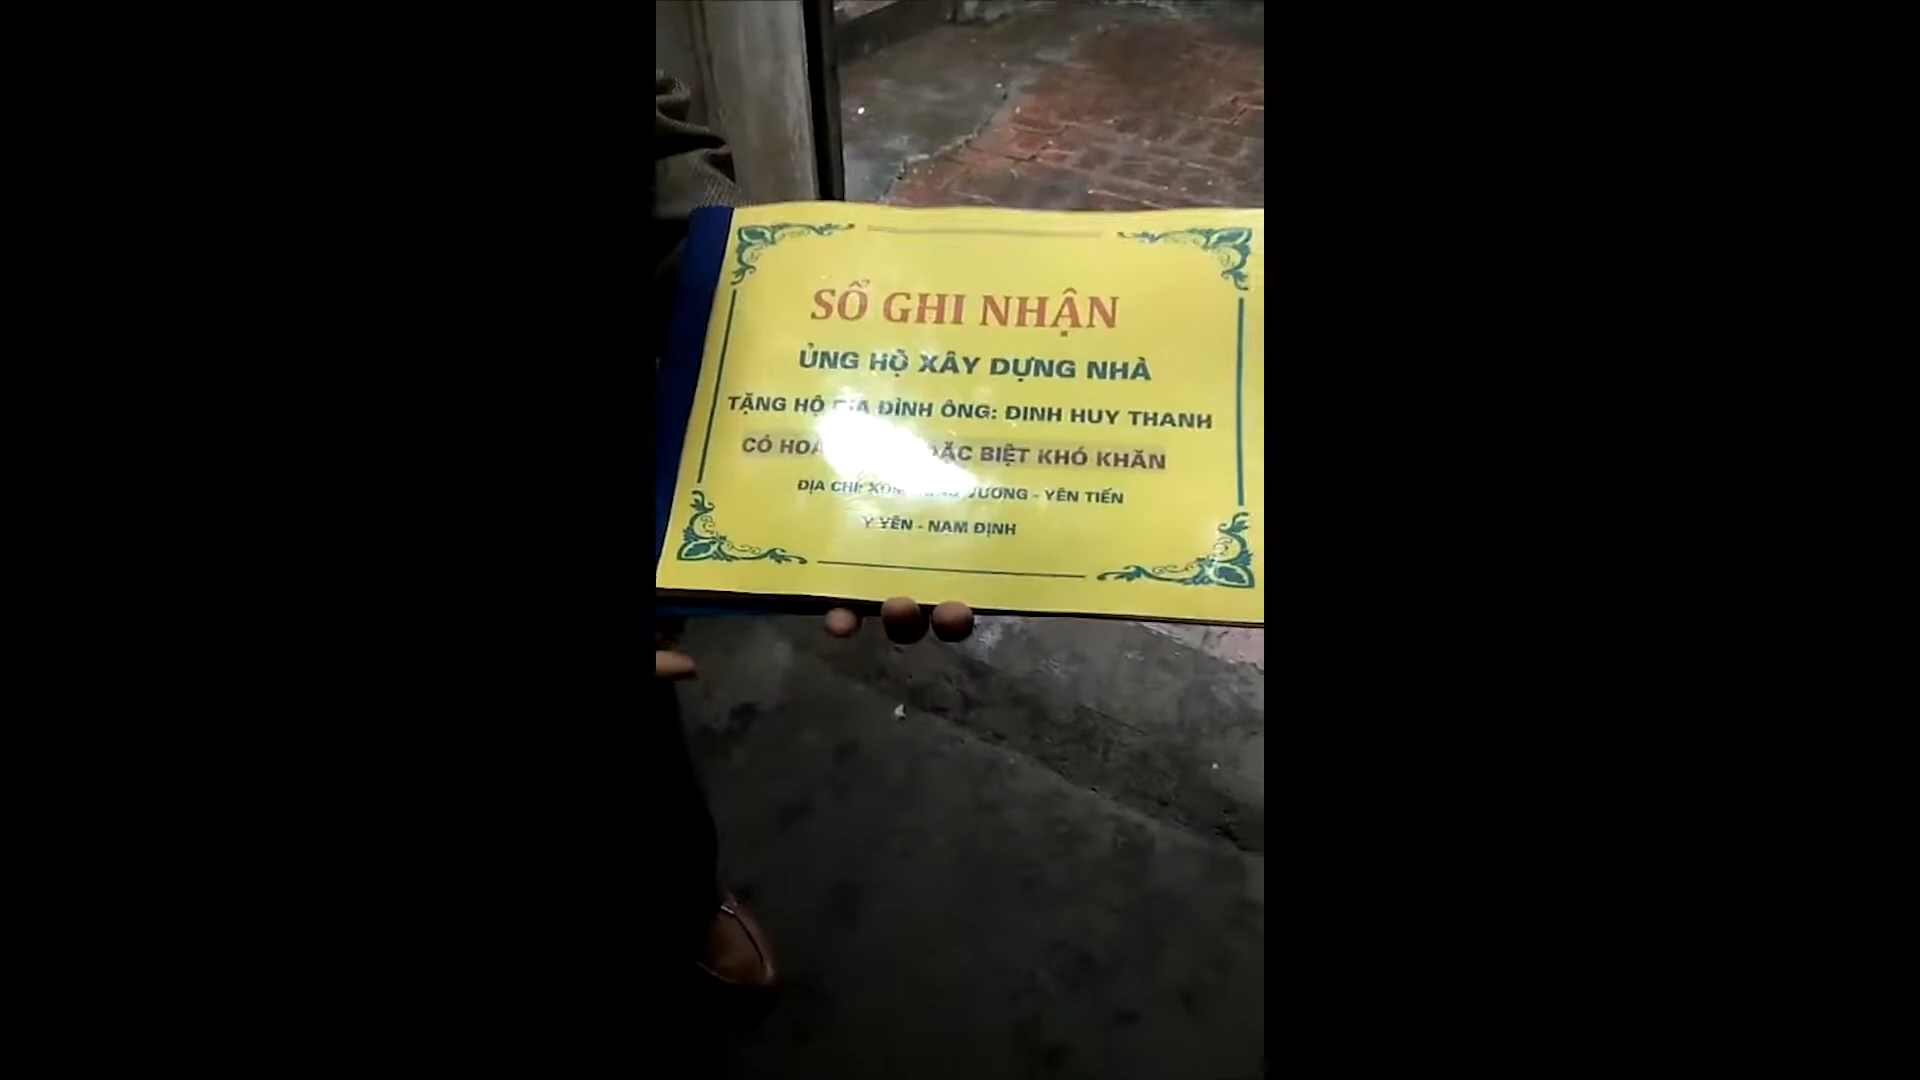 SỔ GHI NHẬN
ỦNG HỘ XÂY DỰNG NHÀ
TẶNG HỘ GIA ĐÌNH ÔNG: ĐINH HUY THANH
CÓ ĐẶC BIỆT KHÓ KHĂN
ĐỊA CHỈ: XÓM VƯƠNG - YÊN TIẾN
Ý YÊN - NAM ĐỊNH